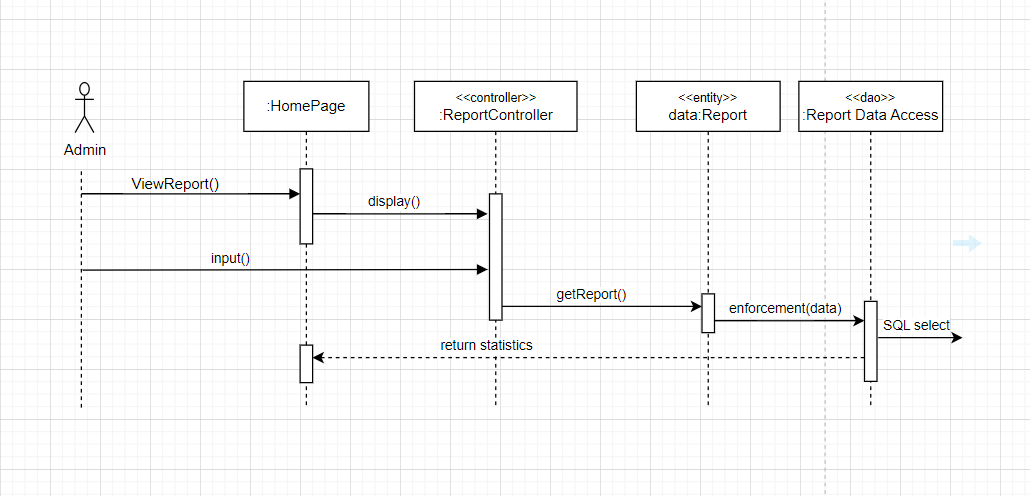 Admin
:HomePage
<<controller>>
:ReportController
<<entity>>
data:Report
<<dao>>
:Report Data Access
ViewReport()
display()
input()
getReport()
enforcement(data)
SQL select
return statistics